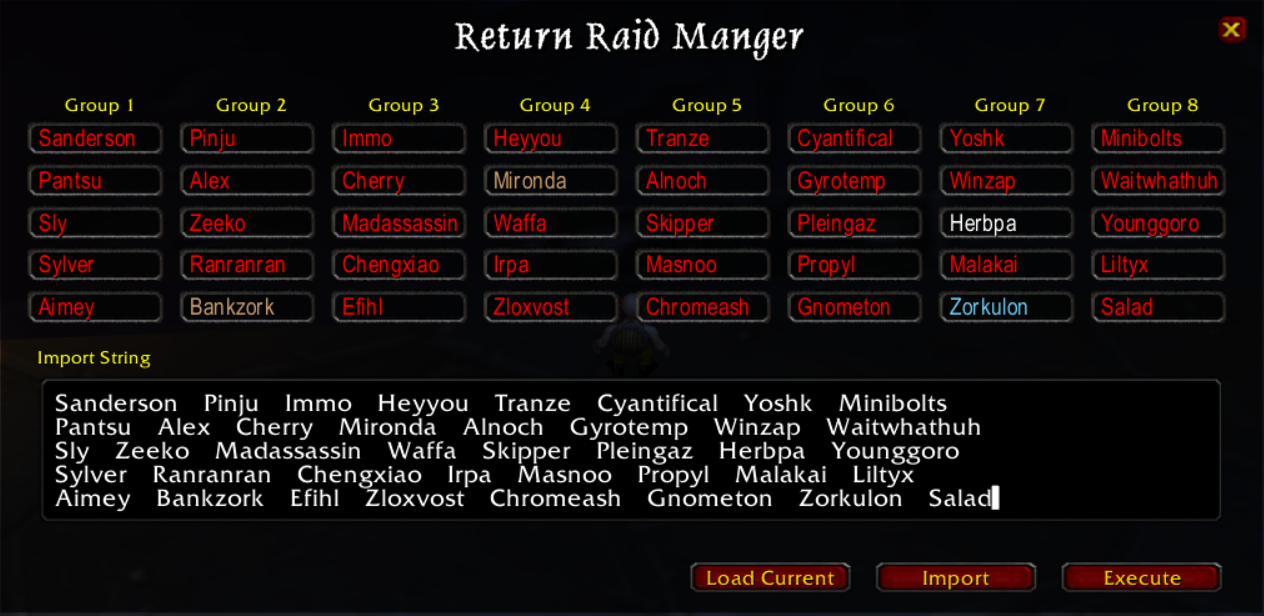 Return Raid Manger
Group 1 Group 2 Group 3 Group 4 Group 5 Group 6 Group 7 Group 8
Sanderson Pinju Immo Heyyou Tranze Cyantifical Yoshk Minibolts
Pantsu Alex Cherry Mironda Alnoch Gyrotemp Winzap Waitwhathuh
Sly Zeeko Madassassin Waffa Skipper Pleingaz Herbpa Younggoro
Sylver Ranranran Chengxiao Irpa Masnoo Propyl Malakai Liltyx
Aimey Bankzork Efihl Zloxvost Chromeash Gnometon Zorkulon Salad
Import String
Sanderson Pinju Immo Heyyou Tranze Cyantifical Yoshk Minibolts
Pantsu Alex Cherry Mironda Alnoch Gyrotemp Winzap Waitwhathuh
Sly Zeeko Madassassin Waffa Skipper Pleingaz Herbpa Younggoro
Sylver Ranranran Chengxiao Irpa Masnoo Propyl Malakai Liltyx
Aimey Bankzork Efihl Zloxvost Chromeash Gnometon Zorkulon Salad
Load Current Import Execute